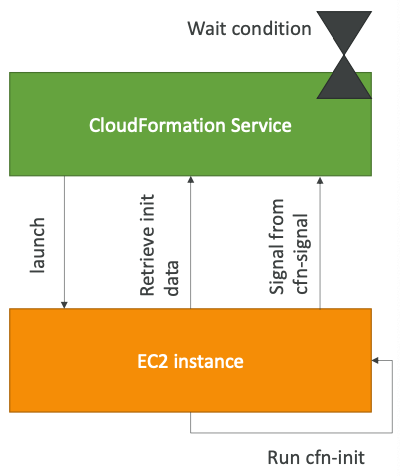 Wait condition
CloudFormation Service
launch
Retrieve init
data
Signal from
cfn-signal
EC2 instance
Run cfn-init